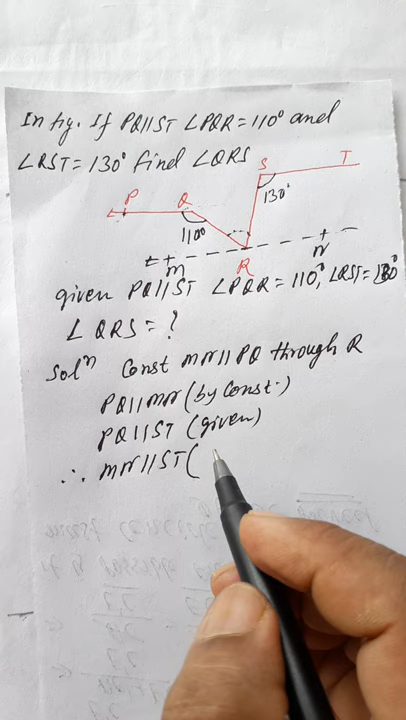 In fig. If PQ||ST ∠PQR=110° and
∠RST=130° find ∠QRS
S T
P Q
130°
110°
M R N
given PQ||ST ∠PQR=110°, ∠RST=130°
∠QRS=?
Solⁿ Const MN||PQ through R
PQ||MN (by Const.)
PQ||ST (given)
∴ MN||ST (